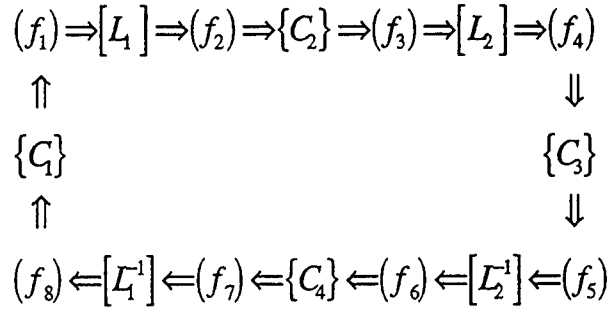 (f₁)⇒[L₁]⇒(f₂)⇒{C₂}⇒(f₃)⇒[L₂]⇒(f₄)
⇑ ⇓
{C₁} {C₃}
⇑ ⇓
(f₈)⇐[L₁⁻¹]⇐(f₇)⇐{C₄}⇐(f₆)⇐[L₂⁻¹]⇐(f₅)